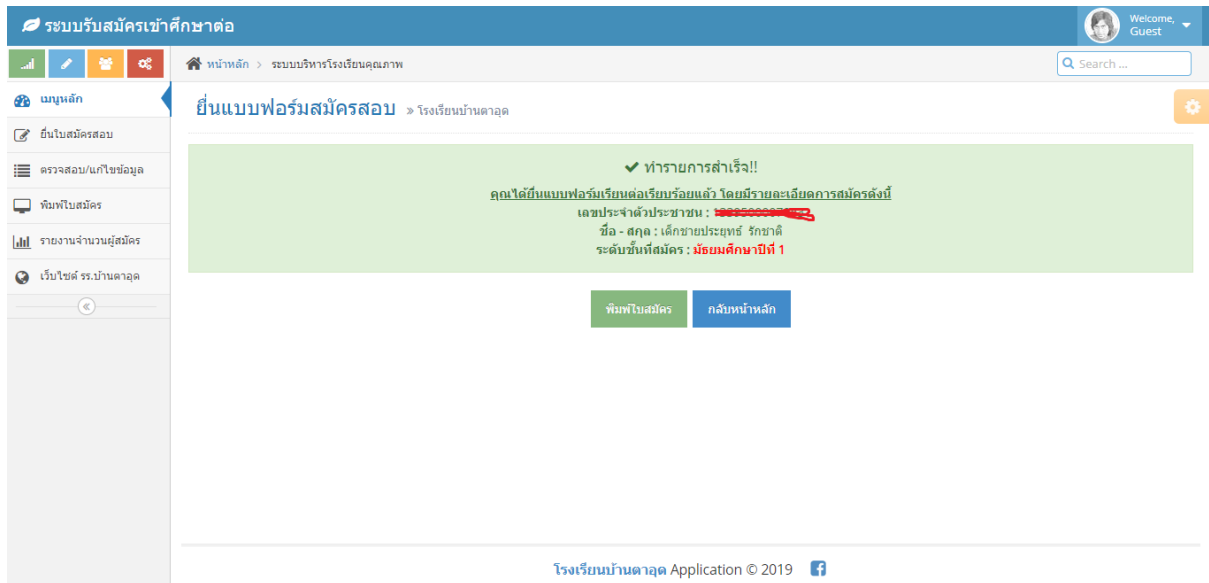 ระบบรับสมัครเข้าศึกษาต่อ
Welcome,
Guest
หน้าหลัก > ระบบบริหารโรงเรียนคุณภาพ
Search ...
เมนูหลัก
ยื่นใบสมัครสอบ
ตรวจสอบ/แก้ไขข้อมูล
พิมพ์ใบสมัคร
รายงานจำนวนผู้สมัคร
เว็บไซต์ รร.บ้านตาอุด
ยื่นแบบฟอร์มสมัครสอบ » โรงเรียนบ้านตาอุด
ทำรายการสำเร็จ!!
คุณได้ยื่นแบบฟอร์มเรียนต่อเรียบร้อยแล้ว โดยมีรายละเอียดการสมัครดังนี้
เลขประจำตัวประชาชน :
ชื่อ - สกุล : เด็กชายประยุทธ์ รักชาติ
ระดับชั้นที่สมัคร : มัธยมศึกษาปีที่ 1
พิมพ์ใบสมัคร
กลับหน้าหลัก
โรงเรียนบ้านตาอุด Application © 2019